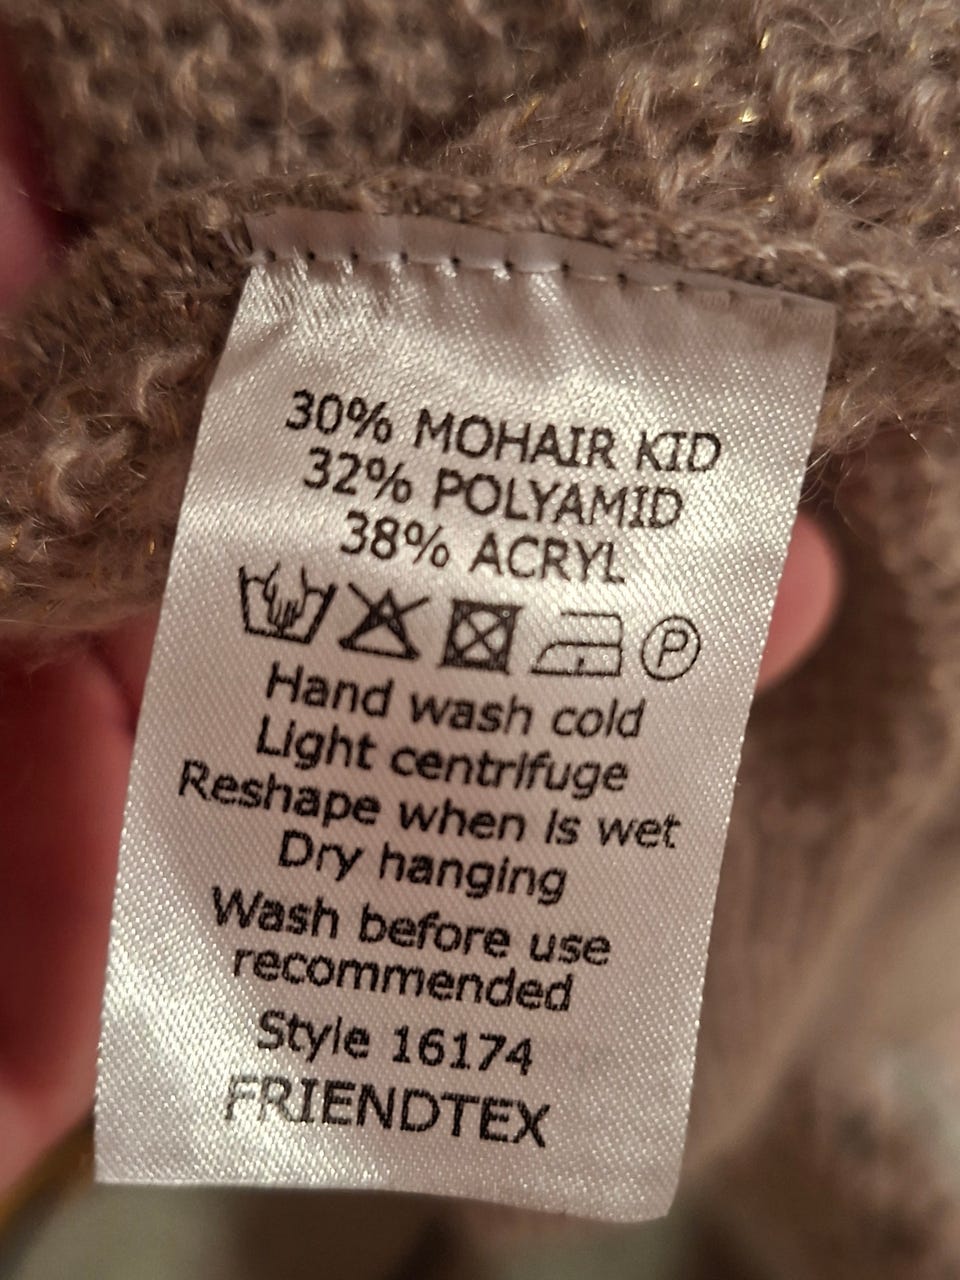 30% MOHAIR KID
32% POLYAMID
38% ACRYL
P
Hand wash cold
Light centrifuge
Reshape when is wet
Dry hanging
Wash before use
recommended
Style 16174
FRIENDTEX